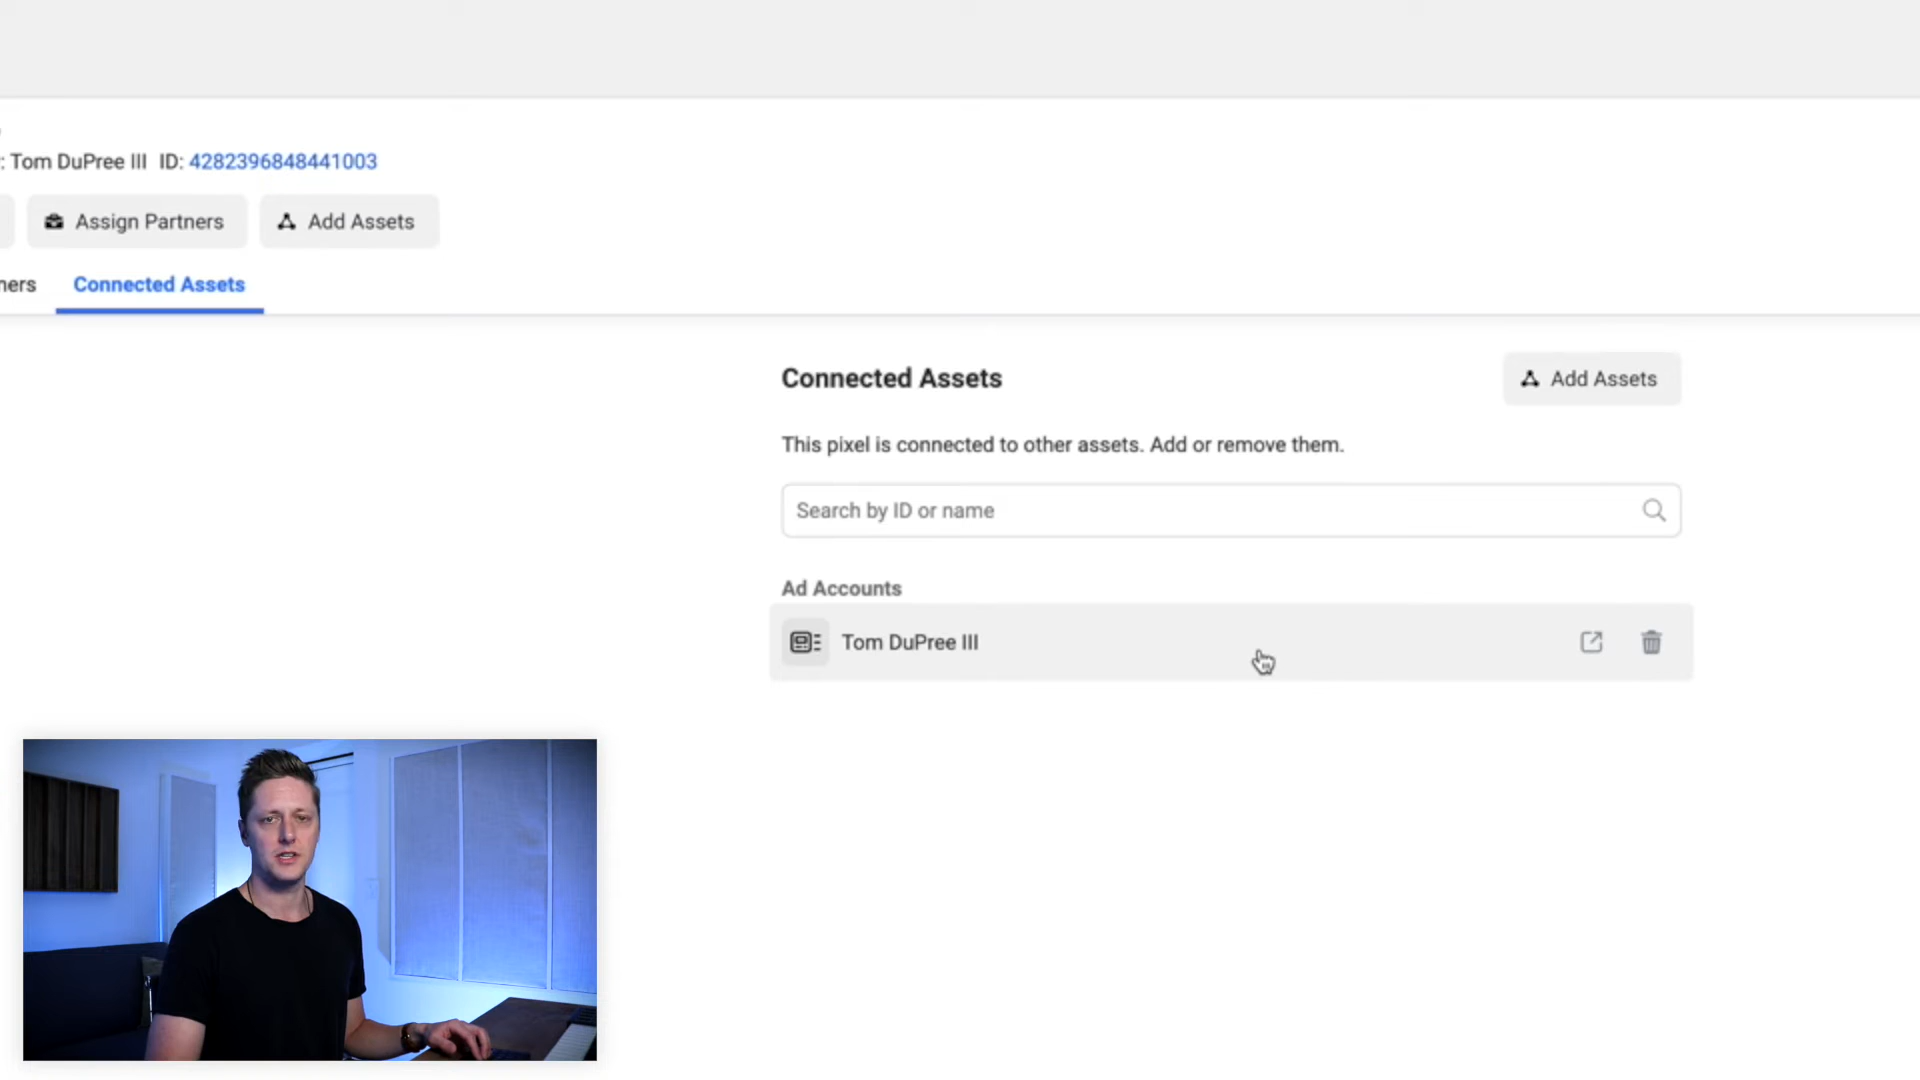 : Tom DuPree III ID: 4282396848441003
Assign Partners
Add Assets
ners
Connected Assets
Connected Assets
Add Assets
This pixel is connected to other assets. Add or remove them.
Search by ID or name
Ad Accounts
Tom DuPree III